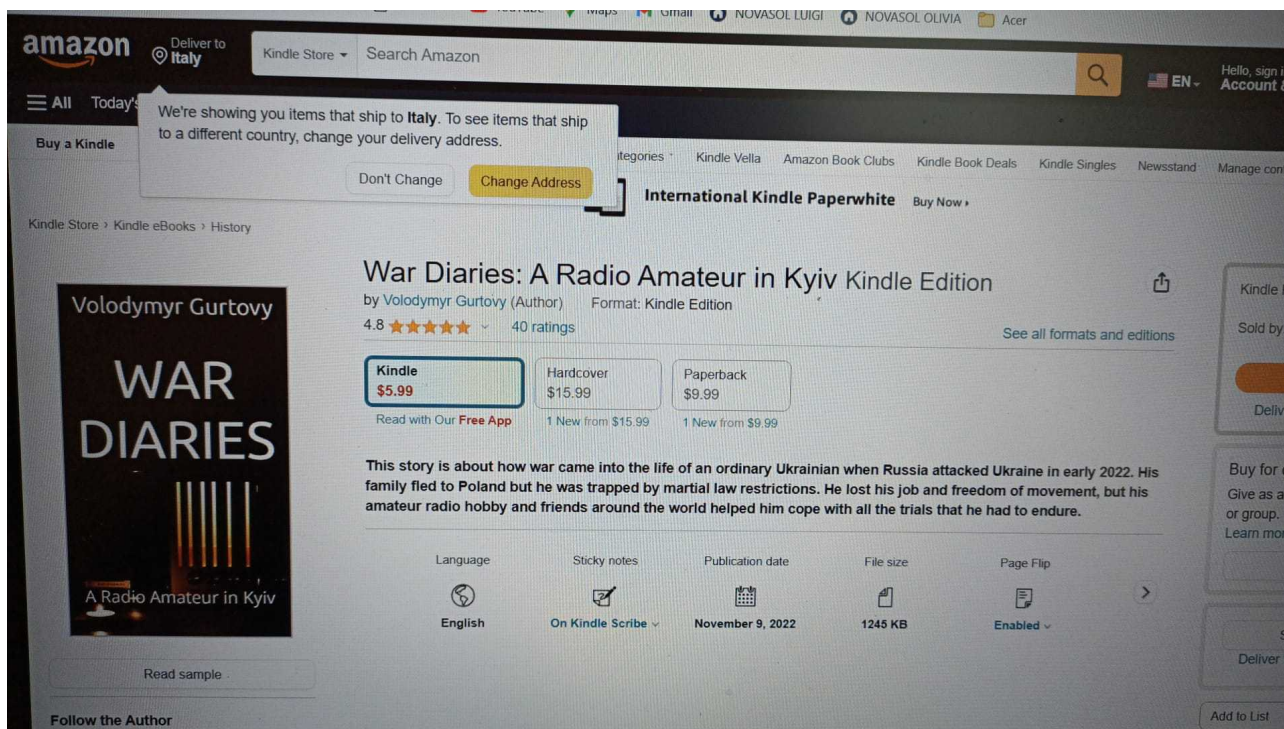 Maps Gmail NOVASOL LUIGI NOVASOL OLIVIA Acer
amazon
Deliver to
Italy
Kindle Store
Search Amazon
EN
Hello, sign
Account &
All Today's
We're showing you items that ship to Italy. To see items that ship
to a different country, change your delivery address.
Don't Change
Change Address
Buy a Kindle
Kindle Vella Amazon Book Clubs Kindle Book Deals Kindle Singles Newsstand Manage
International Kindle Paperwhite Buy Now ›
Kindle Store › Kindle eBooks › History
Volodymyr Gurtovy
WAR
DIARIES
A Radio Amateur in Kyiv
Read sample
Follow the Author
War Diaries: A Radio Amateur in Kyiv Kindle Edition
by Volodymyr Gurtovy (Author) Format: Kindle Edition
4.8 40 ratings
See all formats and editions
Kindle
$5.99
Read with Our Free App
Hardcover
$15.99
1 New from $15.99
Paperback
$9.99
1 New from $9.99
This story is about how war came into the life of an ordinary Ukrainian when Russia attacked Ukraine in early 2022. His
family fled to Poland but he was trapped by martial law restrictions. He lost his job and freedom of movement, but his
amateur radio hobby and friends around the world helped him cope with all the trials that he had to endure.
Language
English
Sticky notes
On Kindle Scribe
Publication date
November 9, 2022
File size
1245 KB
Page Flip
Enabled
Kindle
Sold by
Deliv
Buy for
Give as a
or group.
Learn
Deliver
Add to List